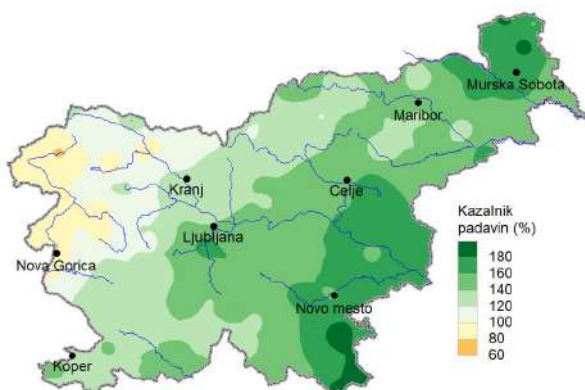 Murska Sobota
Maribor
Kranj
Celje
Ljubljana
Nova Gorica
Novo mesto
Koper
Kazalnik
padavin (%)
180
160
140
120
100
80
60